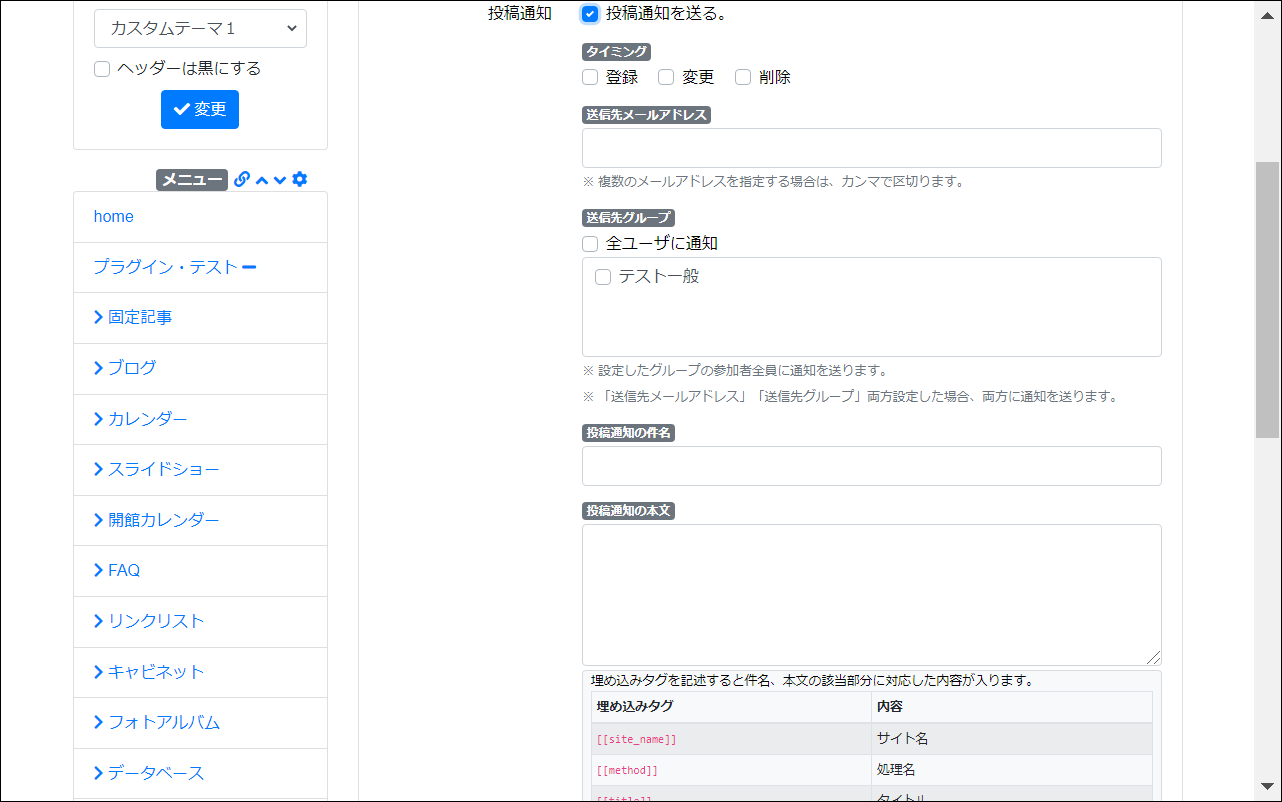 カスタムテーマ１
ヘッダーは黒にする
変更
メニュー
home
プラグイン・テスト
固定記事
ブログ
カレンダー
スライドショー
開館カレンダー
FAQ
リンクリスト
キャビネット
フォトアルバム
データベース
投稿通知 投稿通知を送る。
タイミング
登録 変更 削除
送信先メールアドレス
※ 複数のメールアドレスを指定する場合は、カンマで区切ります。
送信先グループ
全ユーザに通知
テスト一般
※ 設定したグループの参加者全員に通知を送ります。
※ 「送信先メールアドレス」「送信先グループ」両方設定した場合、両方に通知を送ります。
投稿通知の件名
投稿通知の本文
埋め込みタグを記述すると件名、本文の該当部分に対応した内容が入ります。
埋め込みタグ 内容
[[site_name]] サイト名
[[method]] 処理名
[[title]] タイトル